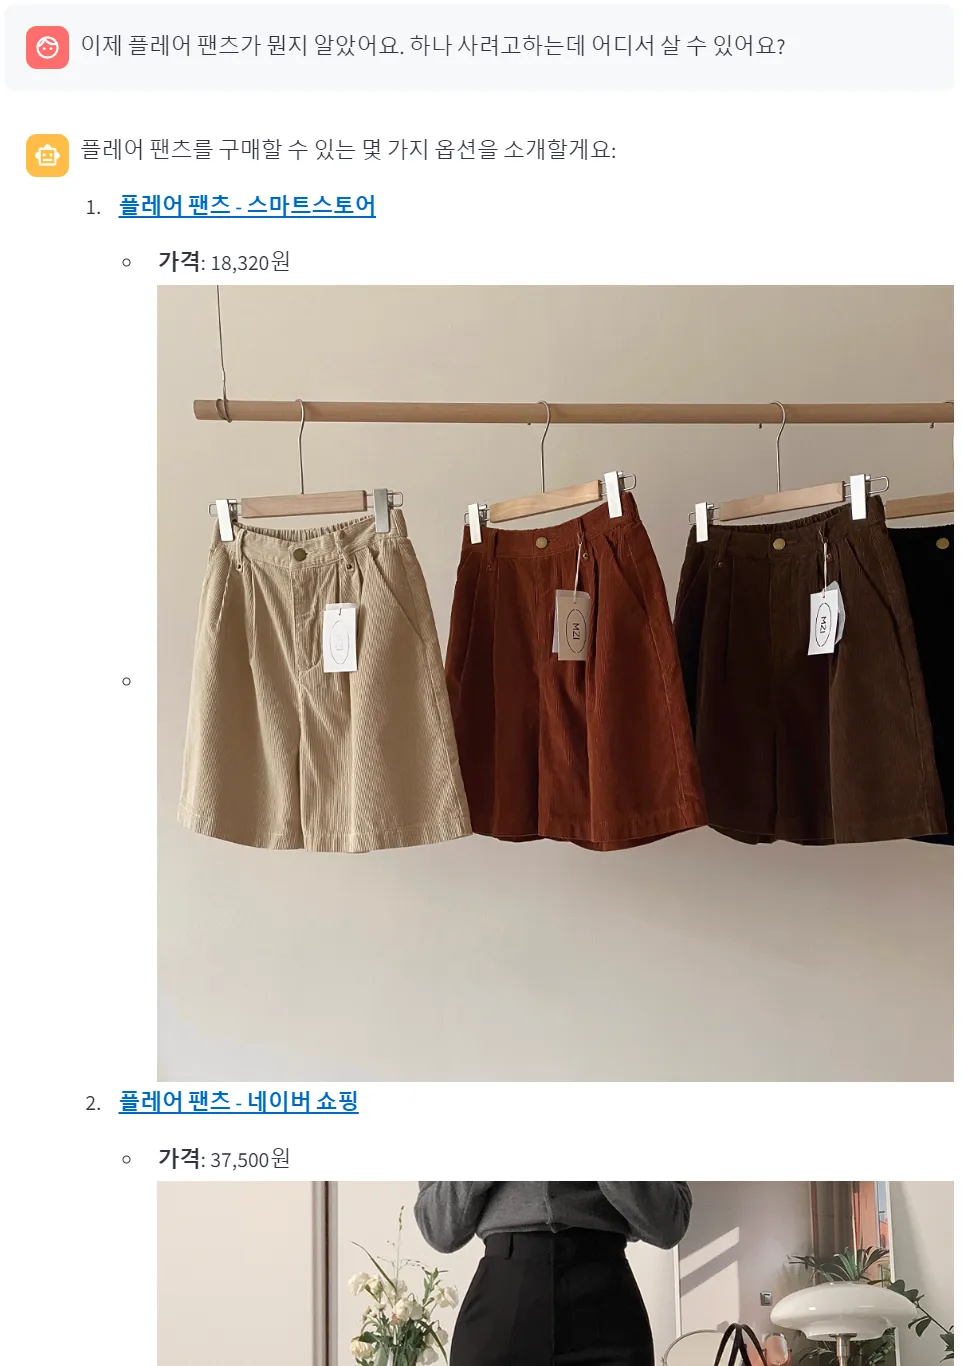 이제 플레어 팬츠가 뭔지 알았어요. 하나 사려고하는데 어디서 살 수 있어요?
플레어 팬츠를 구매할 수 있는 몇 가지 옵션을 소개할게요:
1. 플레어 팬츠 - 스마트스토어
가격: 18,320원
MZI
MZI
2. 플레어 팬츠 - 네이버 쇼핑
가격: 37,500원